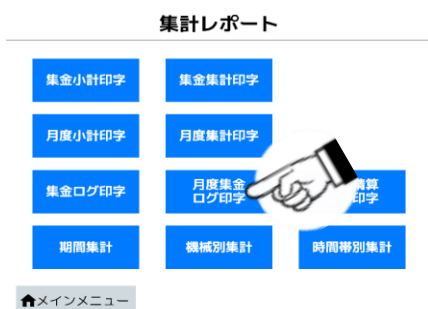 集計レポート
集金小計印字
集金集計印字
月度小計印字
月度集計印字
集金ログ印字
月度集金
ログ印字
算
印字
期間集計
機械別集計
時間帯別集計
メインメニュー